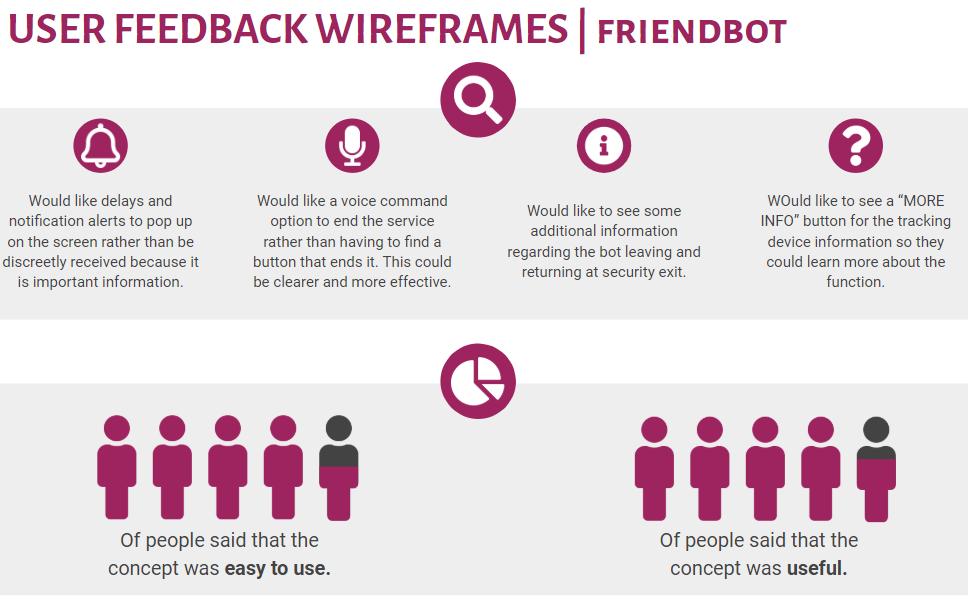 USER FEEDBACK WIREFRAMES | FRIENDBOT
Would like delays and
notification alerts to pop up
on the screen rather than be
discreetly received because it
is important information.
Would like a voice command
option to end the service
rather than having to find a
button that ends it. This could
be clearer and more effective.
Would like to see some
additional information
regarding the bot leaving and
returning at security exit.
WOuld like to see a “MORE
INFO” button for the tracking
device information so they
could learn more about the
function.
Of people said that the
concept was easy to use.
Of people said that the
concept was useful.